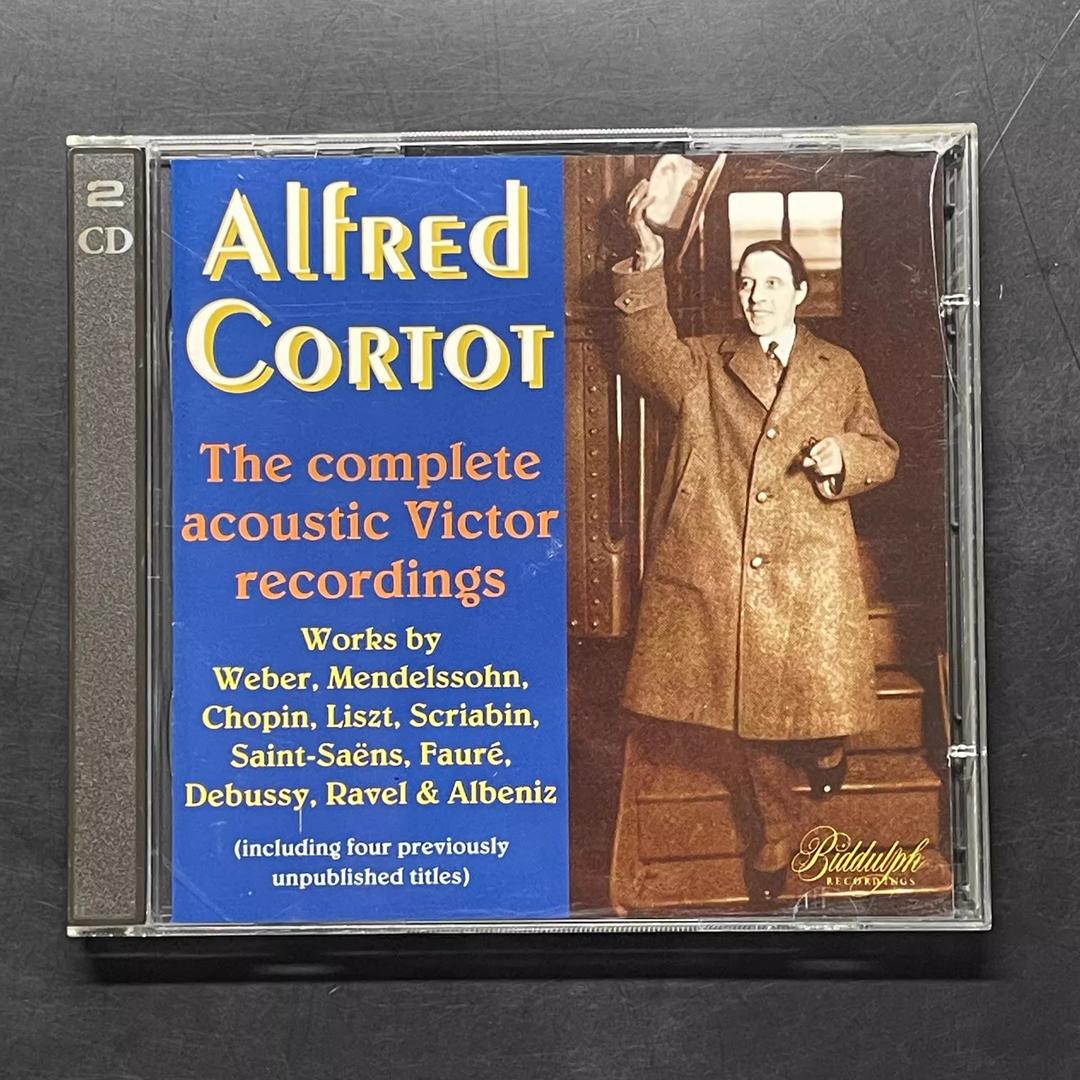 2
CD
Alfred
Cortot
The complete
acoustic Victor
recordings
Works by
Weber, Mendelssohn,
Chopin, Liszt, Scriabin,
Saint-Saëns, Fauré,
Debussy, Ravel & Albeniz
(including four previously
unpublished titles)
Biddulph
RECORDINGS